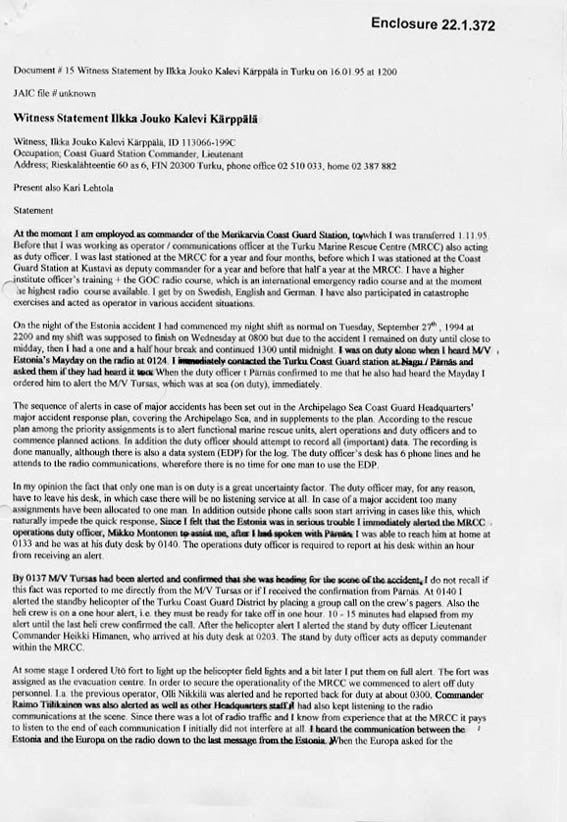 Enclosure 22.1.372
Document # 15 Witness Statement by Ilkka Jouko Kalevi Kärppälä in Turku on 16.01.95 at 1200
JAIC file # unknown
Witness Statement Ilkka Jouko Kalevi Kärppälä
Witness; Ilkka Jouko Kalevi Kärppälä, ID 113066-199C
Occupation; Coast Guard Station Commander, Lieutenant
Address; Rieskalähteentie 60 as 6, FIN 20300 Turku, phone office 02 510 033, home 02 387 882
Present also Kari Lehtola
Statement
At the moment I am employed as commander of the Merikarvia Coast Guard Station, to which I was transferred 1.11.95.
Before that I was working as operator / communications officer at the Turku Marine Rescue Centre (MRCC) also acting
as duty officer. I was last stationed at the MRCC for a year and four months, before which I was stationed at the Coast
Guard Station at Kustavi as deputy commander for a year and before that half a year at the MRCC. I have a higher
institute officer's training + the GOC radio course, which is an international emergency radio course and at the moment
highest radio course available. I get by on Swedish, English and German. I have also participated in catastrophe
exercises and acted as operator in various accident situations.
On the night of the Estonia accident I had commenced my night shift as normal on Tuesday, September 27th, 1994 at
2200 and my shift was supposed to finish on Wednesday at 0800 but due to the accident I remained on duty until close to
midday, then I had a one and a half hour break and continued 1300 until midnight. I was on duty alone when I heard M/V
Estonia's Mayday on the radio at 0124. I immediately contacted the Turku Coast Guard station at Nagu / Pärnäs and
asked them if they had heard it too. When the duty officer t Pärnäs confirmed to me that he also had heard the Mayday I
ordered him to alert the M/V Tursas, which was at sea (on duty), immediately.
The sequence of alerts in case of major accidents has been set out in the Archipelago Sea Coast Guard Headquarters'
major accident response plan, covering the Archipelago Sea, and in supplements to the plan. According to the rescue
plan among the priority assignments is to alert functional marine rescue units, alert operations and duty officers and to
commence planned actions. In addition the duty officer should attempt to record all (important) data. The recording is
done manually, although there is also a data system (EDP) for the log. The duty officer's desk has 6 phone lines and he
attends to the radio communications, wherefore there is no time for one man to use the EDP.
In my opinion the fact that only one man is on duty is a great uncertainty factor. The duty officer may, for any reason,
have to leave his desk, in which case there will be no listening service at all. In case of a major accident too many
assignments have been allocated to one man. In addition outside phone calls soon start arriving in cases like this, which
naturally impede the quick response. Since I felt that the Estonia was in serious trouble I immediately alerted the MRCC
operations duty officer, Mikko Montonen to assist me, after I had spoken with Pärnäs. I was able to reach him at home at
0133 and he was at his duty desk by 0140. The operations duty officer is required to report at his desk within an hour
from receiving an alert.
By 0137 M/V Tursas had been alerted and confirmed that she was heading for the scene of the accident. I do not recall if
this fact was reported to me directly from the M/V Tursas or if I received the confirmation from Pärnäs. At 0140 I
alerted the standby helicopter of the Turku Coast Guard District by placing a group call on the crew's pagers. Also the
heli crew is on a one hour alert, i.e. they must be ready for take off in one hour. 10 - 15 minutes had elapsed from my
alert until the last heli crew confirmed the call. After the helicopter alert I alerted the stand by duty officer Lieutenant
Commander Heikki Himanen, who arrived at his duty desk at 0203. The stand by duty officer acts as deputy commander
within the MRCC.
At some stage I ordered Utö fort to light up the helicopter field lights and a bit later I put them on full alert. The fort was
assigned as the evacuation centre. In order to secure the operationality of the MRCC we commenced to alert off duty
personnel. I.a. the previous operator, Olli Nikkilä was alerted and he reported back for duty at about 0300. Commander
Raimo Tiilikainen was also alerted as well as other Headquarters staff. I had also kept listening to the radio
communications at the scene. Since there was a lot of radio traffic and I know from experience that at the MRCC it pays
to listen to the end of each communication I initially did not interfere at all. I heard the communication between the
Estonia and the Europa on the radio down to the last message from the Estonia. When the Europa asked for the